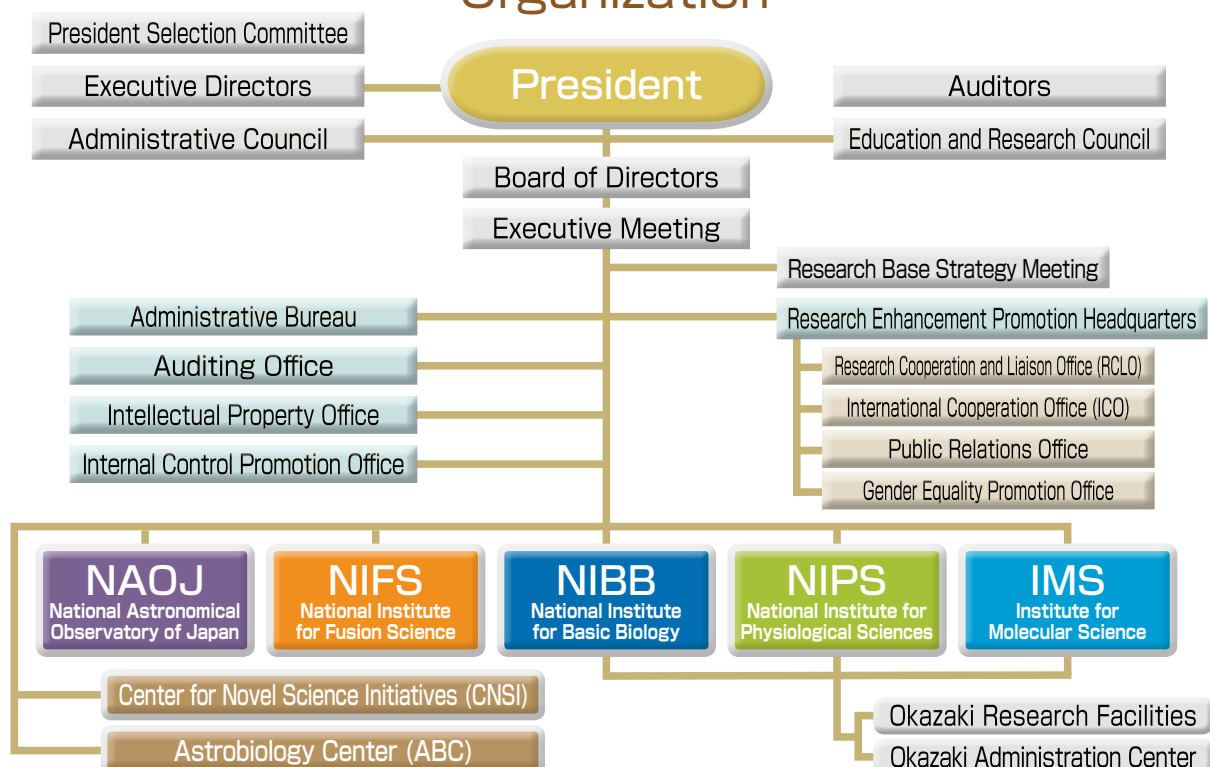 Organization
President Selection Committee
President
Executive Directors
Auditors
Administrative Council
Education and Research Council
Board of Directors
Executive Meeting
Research Base Strategy Meeting
Administrative Bureau
Research Enhancement Promotion Headquarters
Auditing Office
Research Cooperation and Liaison Office (RCLO)
Intellectual Property Office
International Cooperation Office (ICO)
Internal Control Promotion Office
Public Relations Office
Gender Equality Promotion Office
NAOJ
National Astronomical
Observatory of Japan
NIFS
National Institute
for Fusion Science
NIBB
National Institute
for Basic Biology
NIPS
National Institute for
Physiological Sciences
IMS
Institute for
Molecular Science
Center for Novel Science Initiatives (CNSI)
Astrobiology Center (ABC)
Okazaki Research Facilities
Okazaki Administration Center